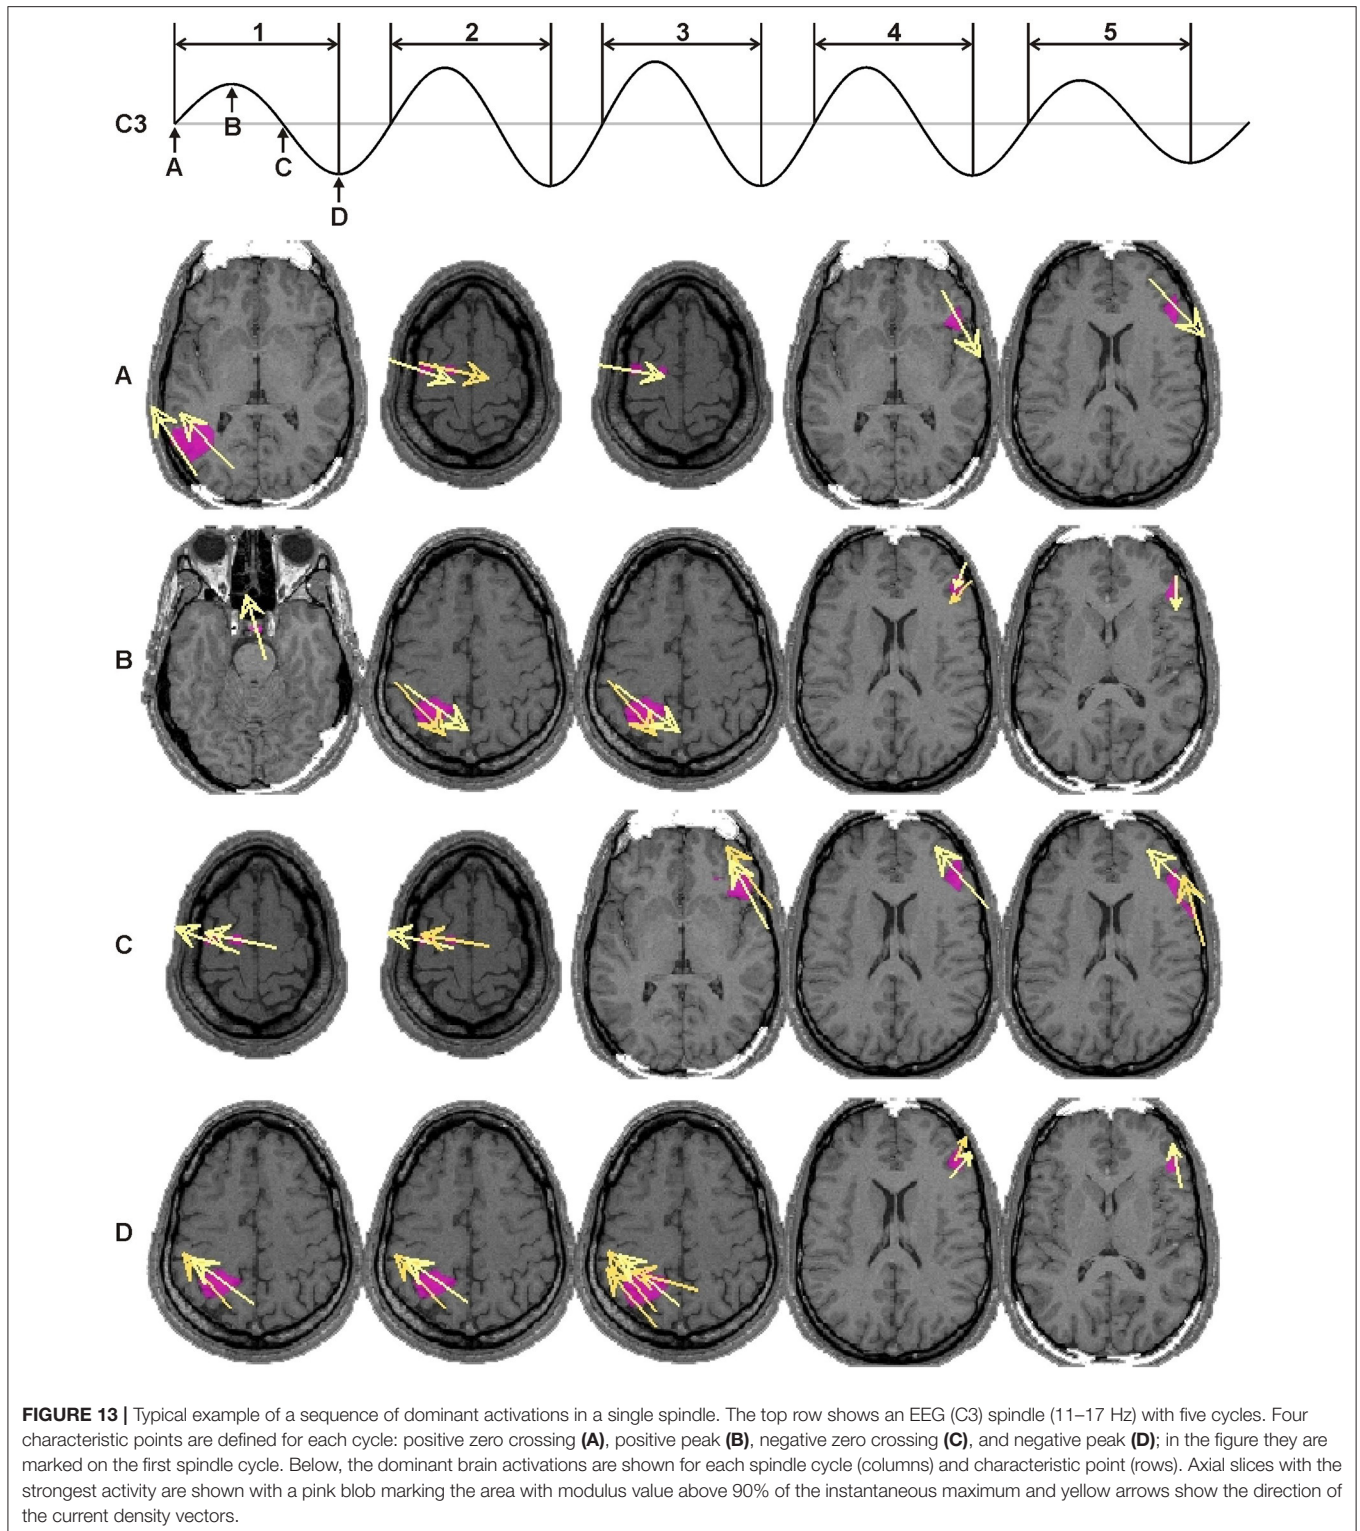 1 2 3 4 5
C3
A B C D
A
B
C
D
FIGURE 13 | Typical example of a sequence of dominant activations in a single spindle. The top row shows an EEG (C3) spindle (11–17 Hz) with five cycles. Four
characteristic points are defined for each cycle: positive zero crossing (A), positive peak (B), negative zero crossing (C), and negative peak (D); in the figure they are
marked on the first spindle cycle. Below, the dominant brain activations are shown for each spindle cycle (columns) and characteristic point (rows). Axial slices with the
strongest activity are shown with a pink blob marking the area with modulus value above 90% of the instantaneous maximum and yellow arrows show the direction of
the current density vectors.